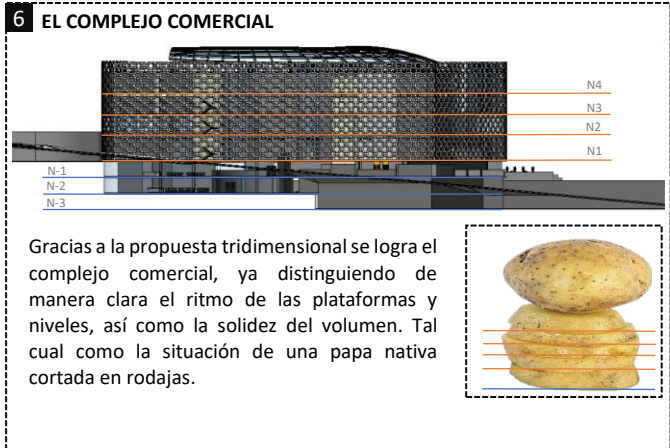 6 EL COMPLEJO COMERCIAL
N4
N3
N2
N1
N-1
N-2
N-3
Gracias a la propuesta tridimensional se logra el
complejo comercial, ya distinguiendo de
manera clara el ritmo de las plataformas y
niveles, así como la solidez del volumen. Tal
cual como la situación de una papa nativa
cortada en rodajas.